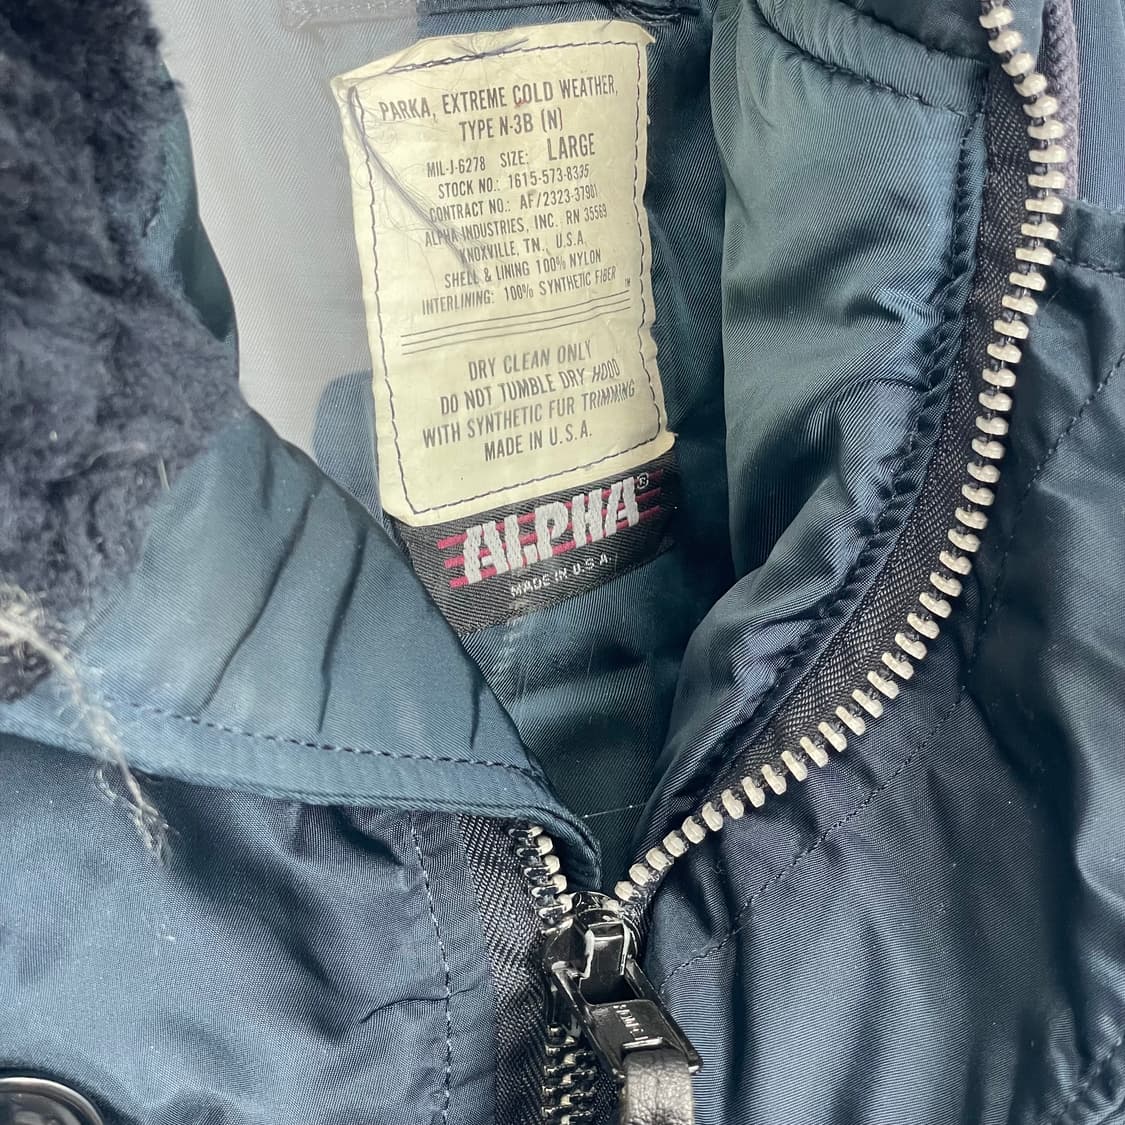 PARKA, EXTREME COLD WEATHER,
TYPE N-3B (N)
MIL-J-6278 SIZE: LARGE
STOCK NO.: 1615-573-8335
CONTRACT NO.: AF/2323-37901
ALPHA INDUSTRIES, INC. RN 35569
KNOXVILLE, TN., U.S.A.
SHELL & LINING 100% NYLON
INTERLINING: 100% SYNTHETIC FIBER
DRY CLEAN ONLY
DO NOT TUMBLE DRY HOOD
WITH SYNTHETIC FUR TRIMMING
MADE IN U.S.A.
ALPHA®
MADE IN U.S.A.